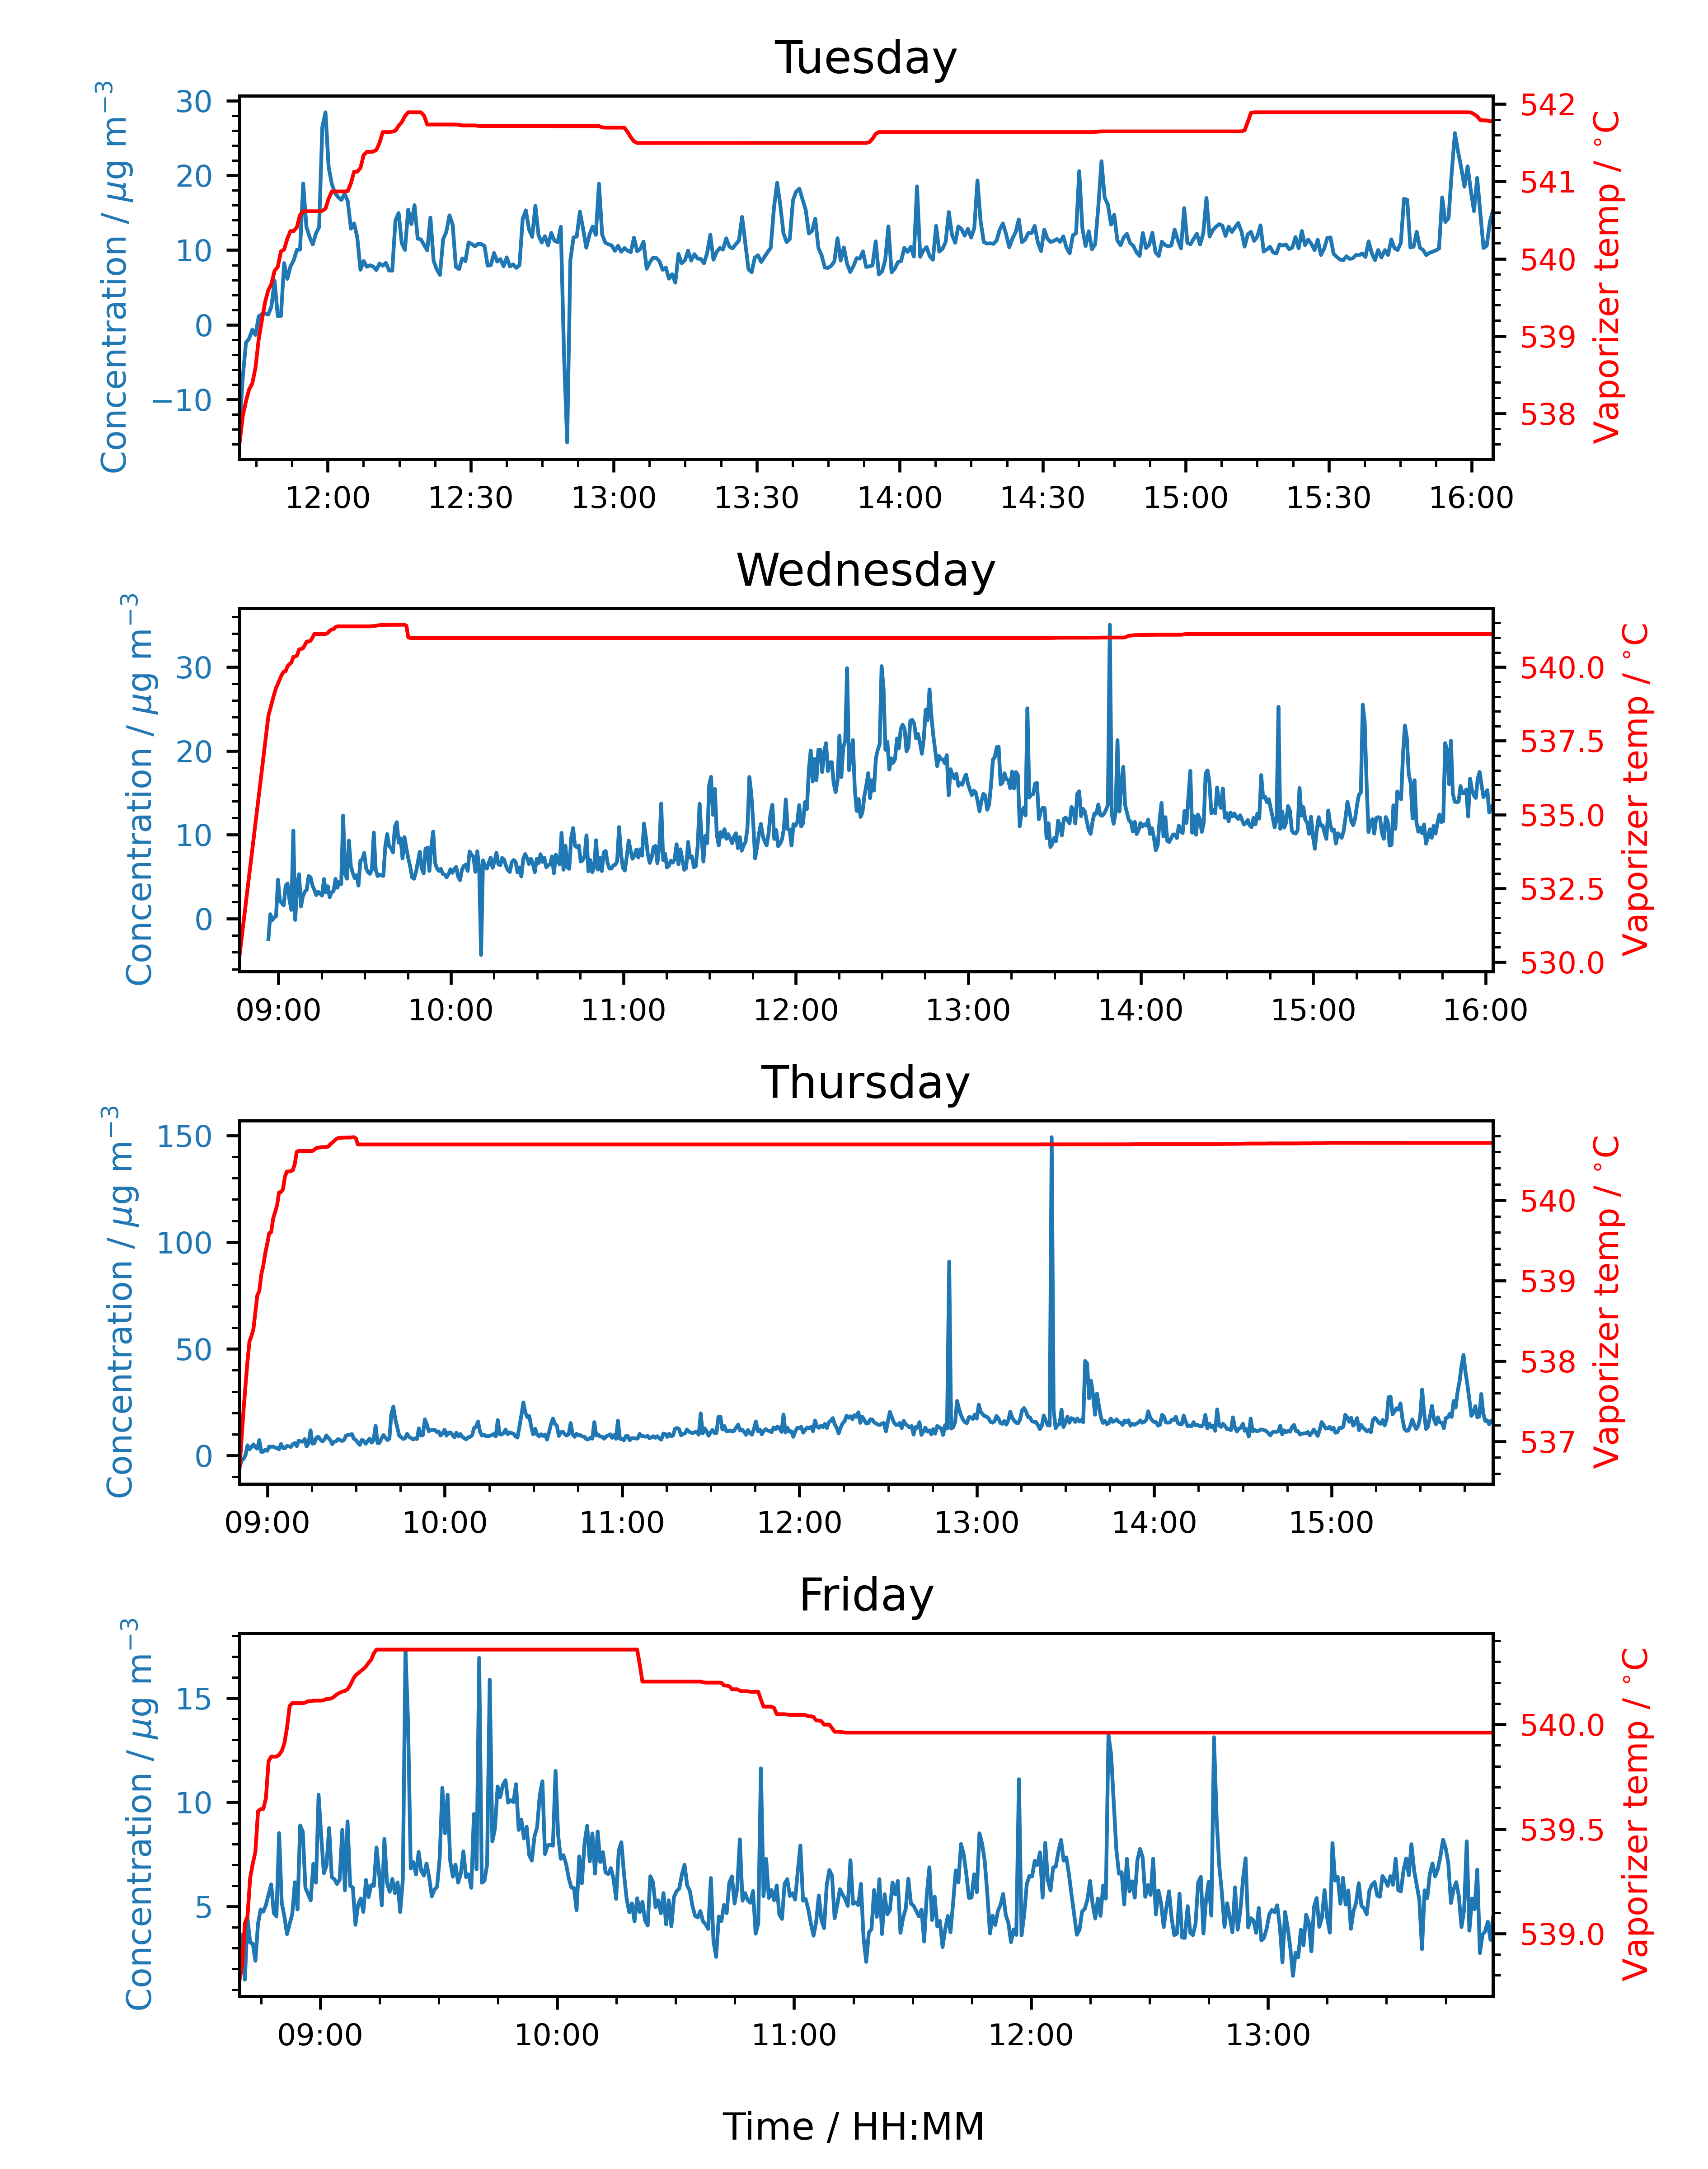 Tuesday
Concentration / μg m⁻³
30
20
10
0
−10
542
541
540
539
538
Vaporizer temp / °C
12:00 12:30 13:00 13:30 14:00 14:30 15:00 15:30 16:00
Wednesday
Concentration / μg m⁻³
30
20
10
0
540.0
537.5
535.0
532.5
530.0
Vaporizer temp / °C
09:00 10:00 11:00 12:00 13:00 14:00 15:00 16:00
Thursday
Concentration / μg m⁻³
150
100
50
0
540
539
538
537
Vaporizer temp / °C
09:00 10:00 11:00 12:00 13:00 14:00 15:00
Friday
Concentration / μg m⁻³
15
10
5
540.0
539.5
539.0
Vaporizer temp / °C
09:00 10:00 11:00 12:00 13:00
Time / HH:MM